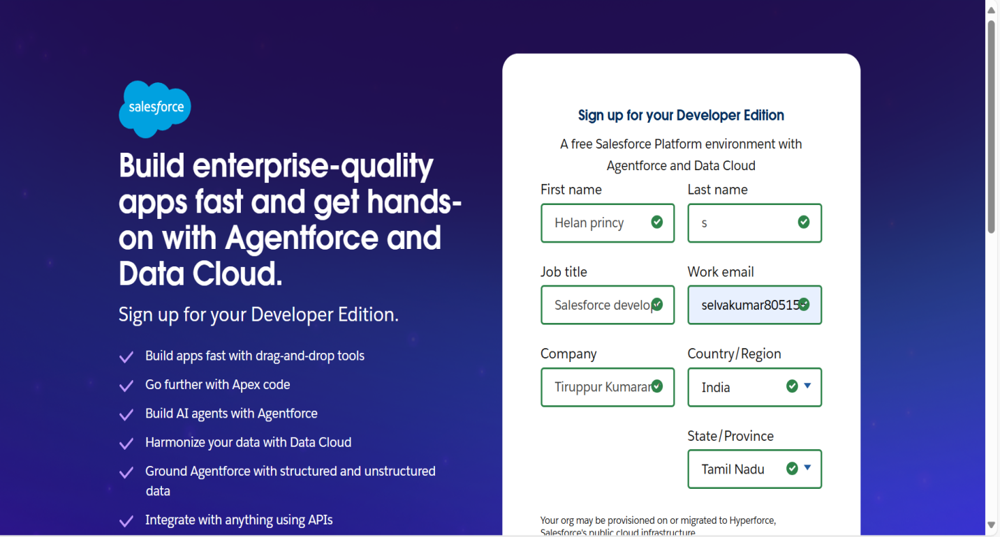 salesforce
Build enterprise-quality
apps fast and get hands-
on with Agentforce and
Data Cloud.
Sign up for your Developer Edition.
Build apps fast with drag-and-drop tools
Go further with Apex code
Build AI agents with Agentforce
Harmonize your data with Data Cloud
Ground Agentforce with structured and unstructured
data
Integrate with anything using APIs
Sign up for your Developer Edition
A free Salesforce Platform environment with
Agentforce and Data Cloud
First name Last name
Helan princy s
Job title Work email
Salesforce develop selvakumar80515
Company Country/Region
Tiruppur Kumaran India
State/Province
Tamil Nadu
Your org may be provisioned on or migrated to Hyperforce,
Salesforce's public cloud infrastructure.